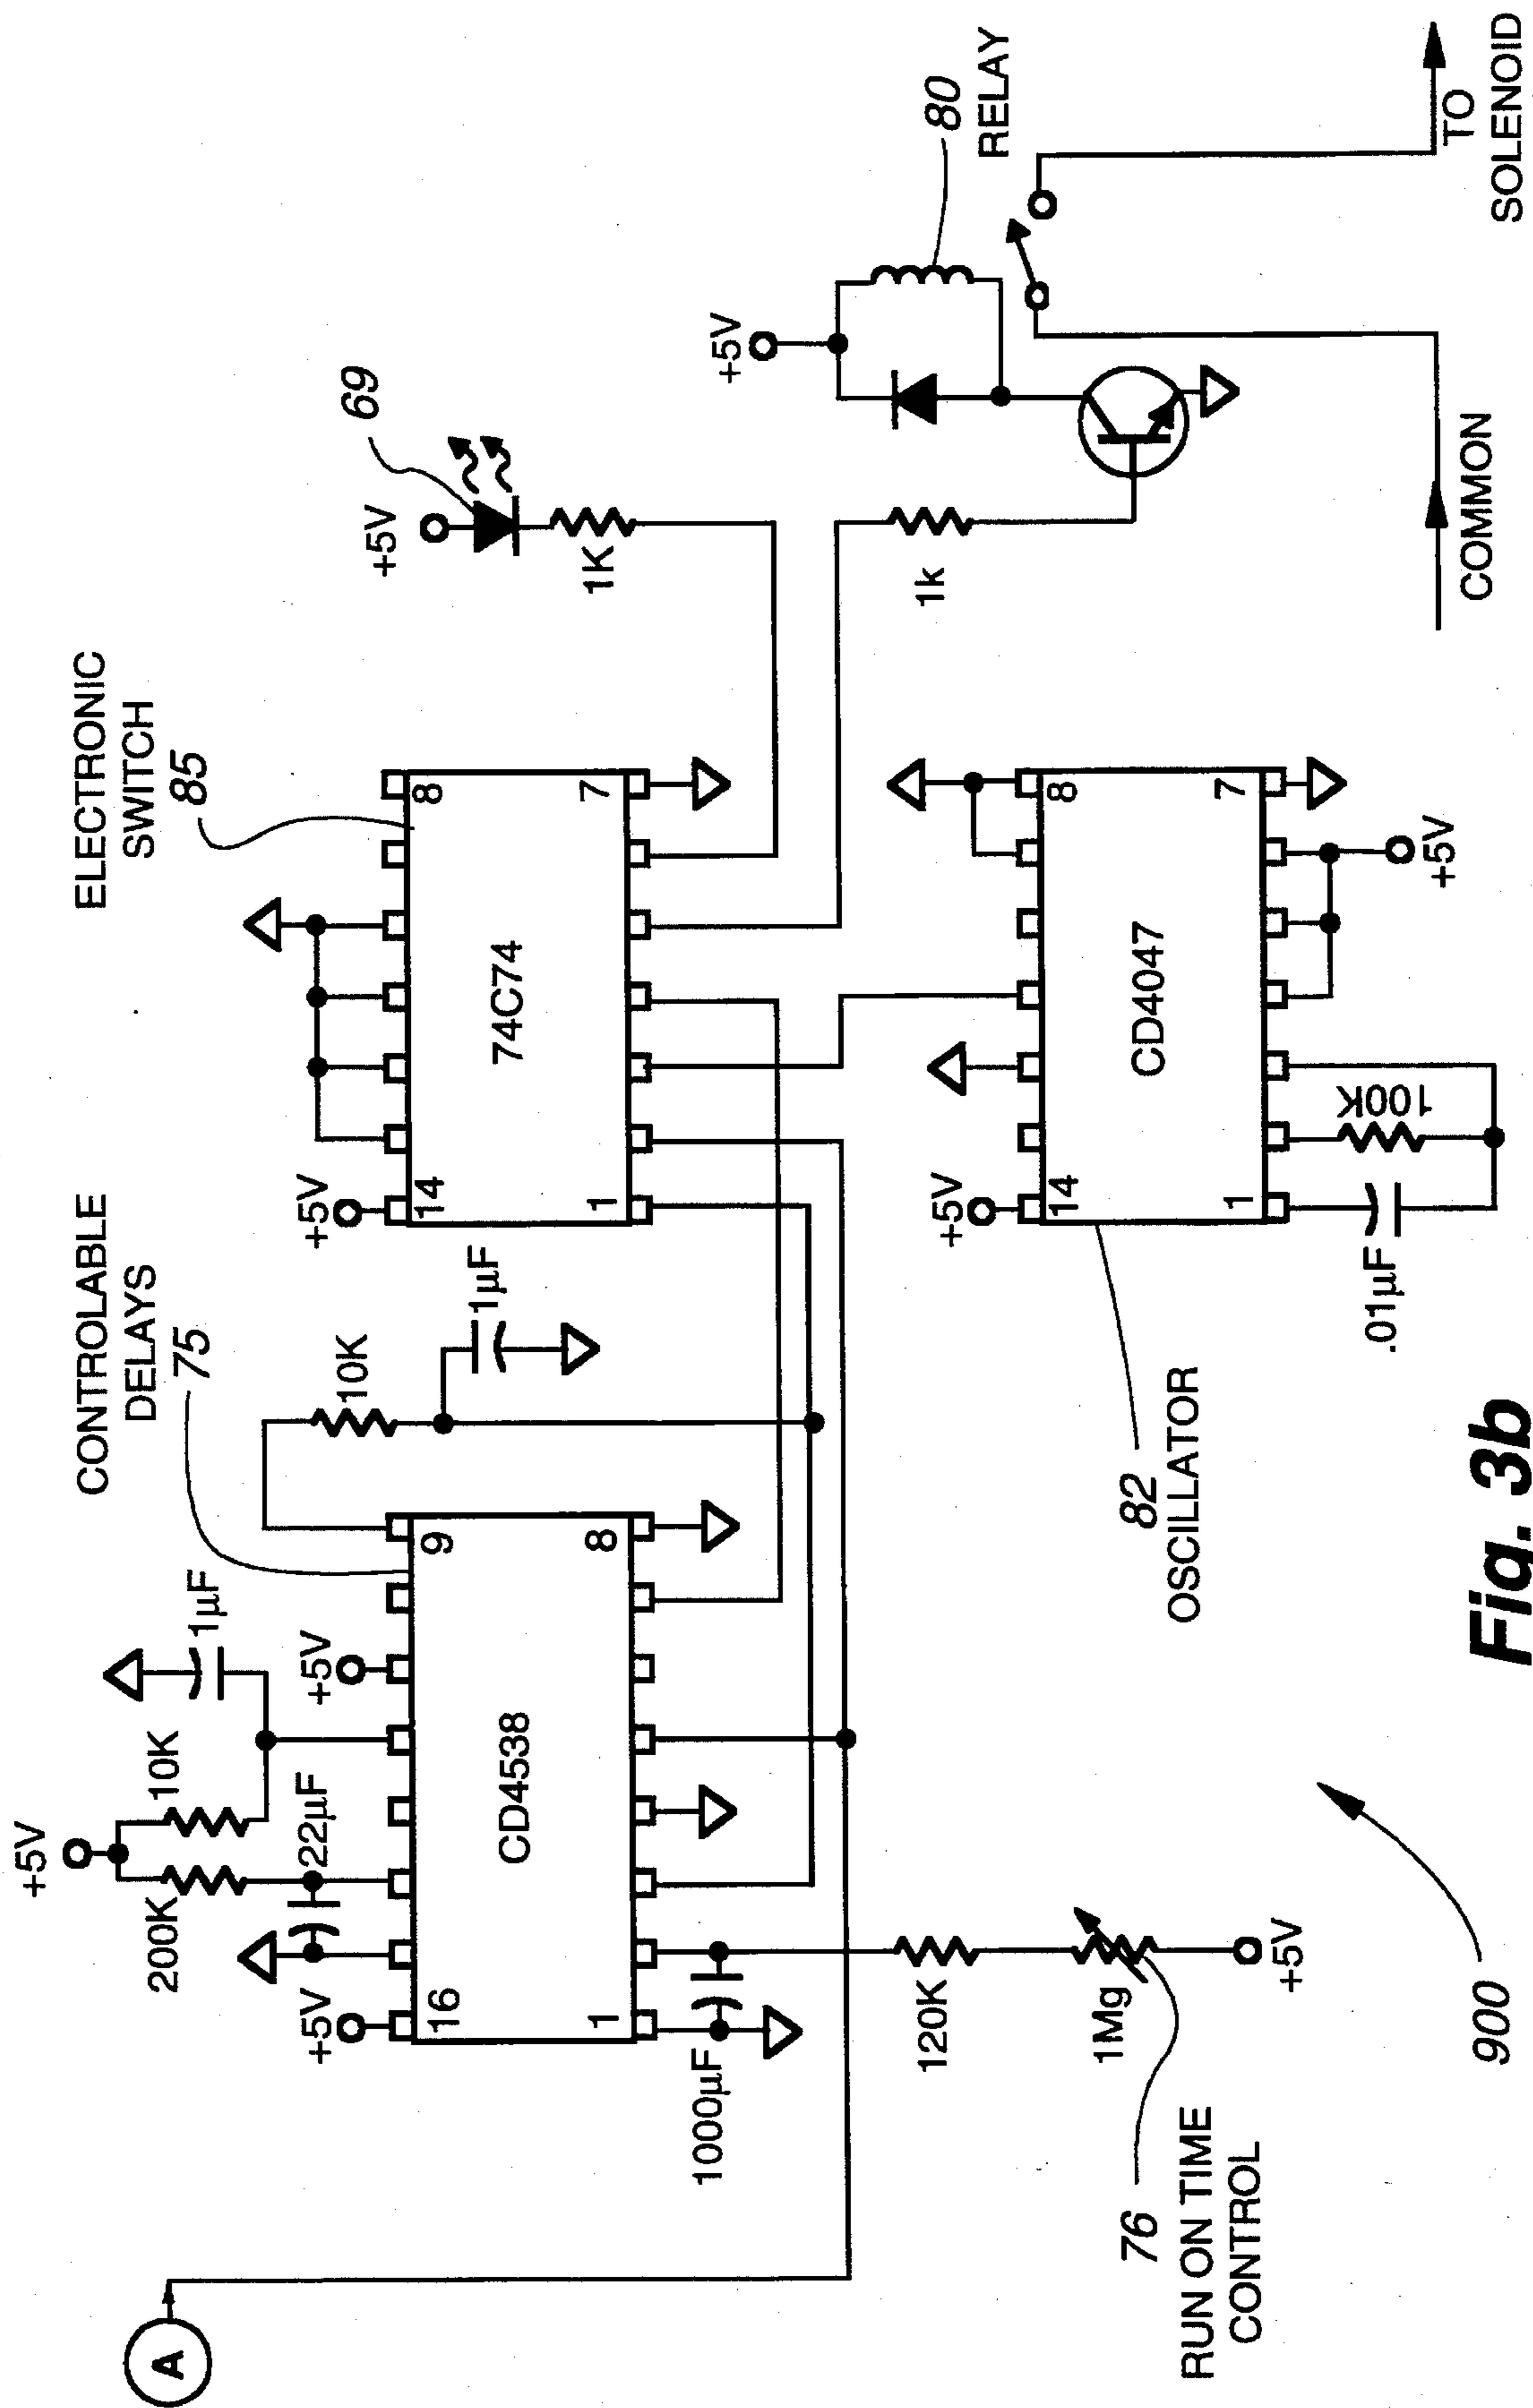 A
+5V
200K
10K
22µF
1µF
+5V
+5V
16
9
CD4538
1
8
1000µF
120K
1Mg
+5V
76
RUN ON TIME
CONTROL
CONTROLABLE
DELAYS
75
10K
1µF
ELECTRONIC
SWITCH
85
+5V
14
8
74C74
1
7
+5V
69
1K
1k
+5V
80
RELAY
TO
SOLENOID
COMMON
+5V
14
8
CD4047
1
7
.01µF
100K
+5V
82
OSCILLATOR
900
Fig. 3b